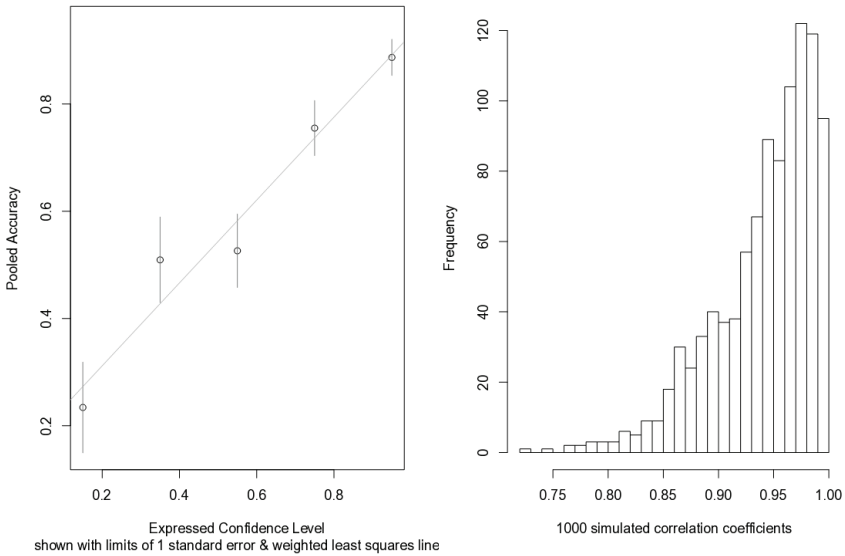 Pooled Accuracy
0.8
0.6
0.4
0.2
0.2 0.4 0.6 0.8
Expressed Confidence Level
shown with limits of 1 standard error & weighted least squares line
Frequency
120
100
80
60
40
20
0
0.75 0.80 0.85 0.90 0.95 1.00
1000 simulated correlation coefficients